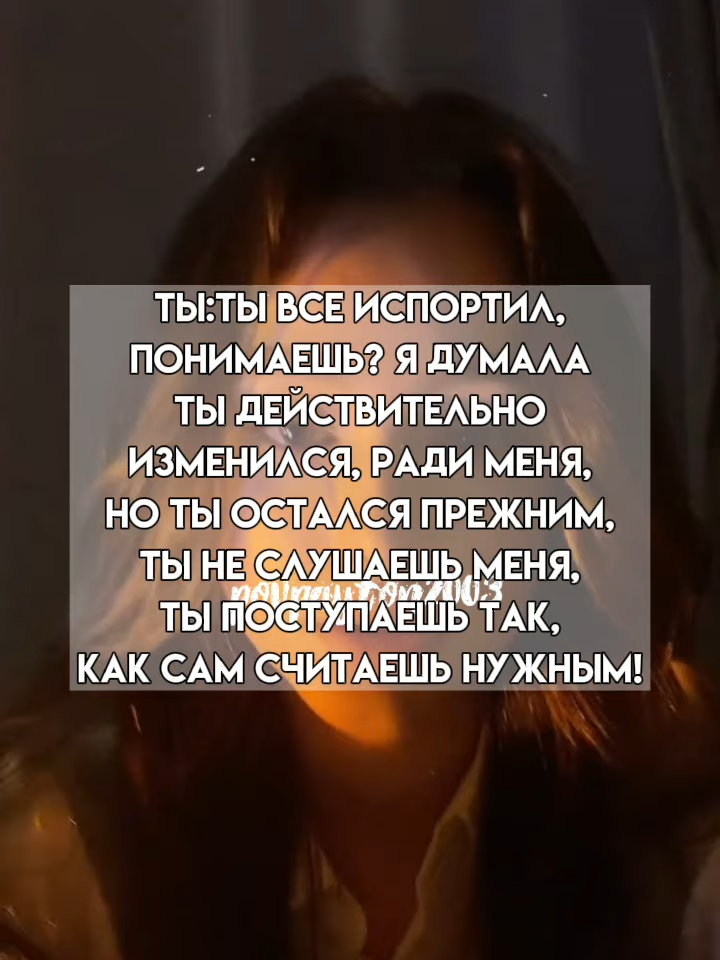 ТЫ:ТЫ ВСЕ ИСПОРТИЛ,
ПОНИМАЕШЬ? Я ДУМАЛА
ТЫ ДЕЙСТВИТЕЛЬНО
ИЗМЕНИЛСЯ, РАДИ МЕНЯ,
НО ТЫ ОСТАЛСЯ ПРЕЖНИМ,
ТЫ НЕ СЛУШАЕШЬ МЕНЯ,
ТЫ ПОСТУПАЕШЬ ТАК,
КАК САМ СЧИТАЕШЬ НУЖНЫМ!